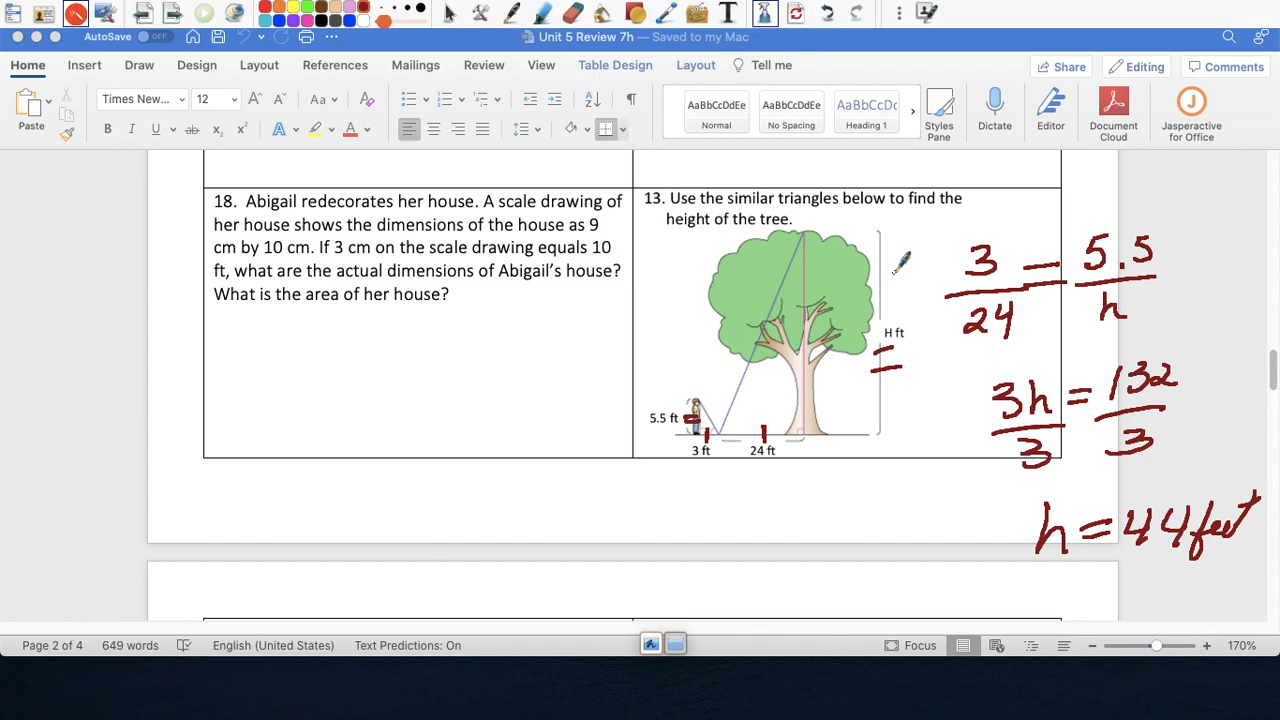 AutoSave OFF
Unit 5 Review 7h — Saved to my Mac
Home Insert Draw Design Layout References Mailings Review View Table Design Layout Tell me
Share Editing Comments
Paste
Times New... 12
Aa
B I U ab x₂ x²
A A
AaBbCcDdEe AaBbCcDdEe AaBbCcDc
Normal No Spacing Heading 1
Styles Pane
Dictate
Editor
Document Cloud
Jasperactive for Office
18. Abigail redecorates her house. A scale drawing of
her house shows the dimensions of the house as 9
cm by 10 cm. If 3 cm on the scale drawing equals 10
ft, what are the actual dimensions of Abigail's house?
What is the area of her house?
13. Use the similar triangles below to find the
height of the tree.
H ft
5.5 ft
3 ft 24 ft
3/24 = 5.5/h
3h/3 = 132/3
h = 44 feet
Page 2 of 4 649 words English (United States) Text Predictions: On Focus 170%